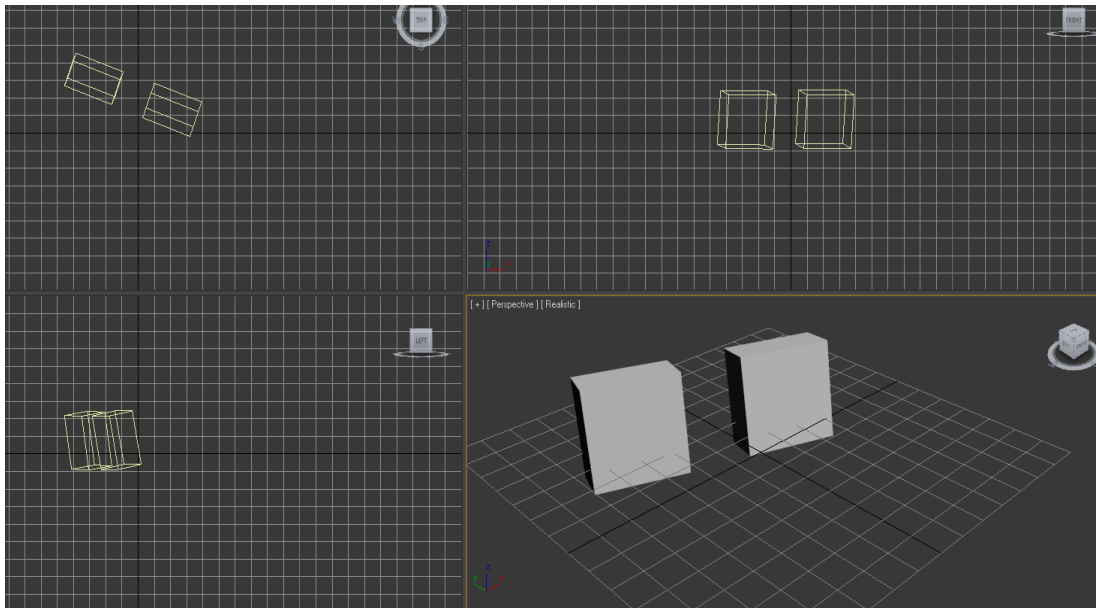 TOP
FRONT
LEFT
[ + ] [ Perspective ] [ Realistic ]
z
z